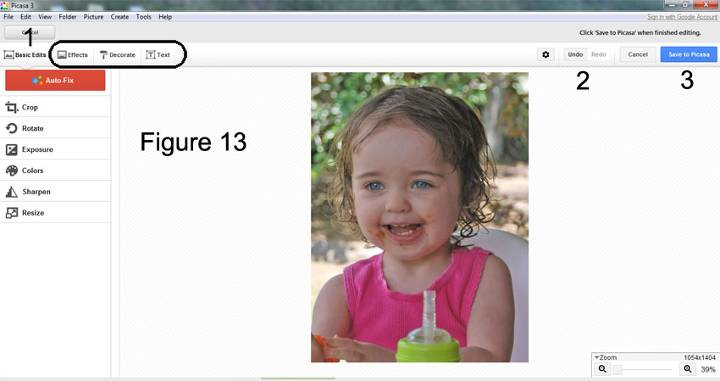 Picasa 3
File Edit View Folder Picture Create Tools Help
Sign in with Google Account
1
Cancel
Click 'Save to Picasa' when finished editing.
Basic Edits Effects Decorate Text Undo Redo Cancel Save to Picasa
2 3
Auto-Fix
Crop
Rotate
Exposure
Colors
Sharpen
Resize
Figure 13
Zoom 1054x1404
39%